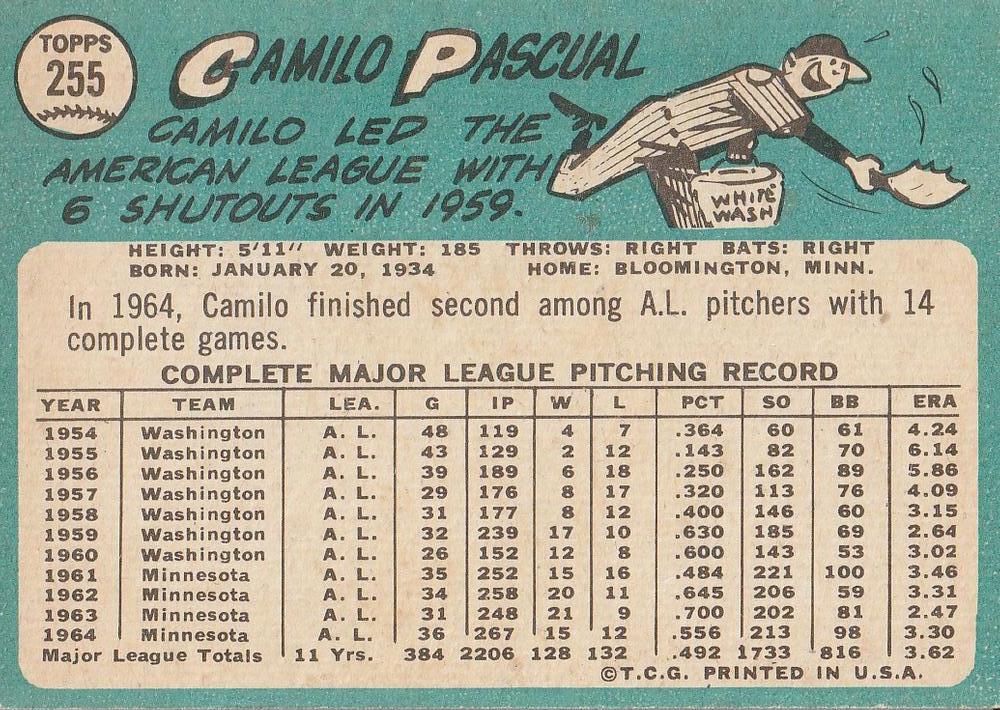 TOPPS
255
CAMILO PASCUAL
CAMILO LED THE
AMERICAN LEAGUE WITH
6 SHUTOUTS IN 1959.
WHITE
WASH
HEIGHT: 5'11" WEIGHT: 185 THROWS: RIGHT BATS: RIGHT
BORN: JANUARY 20, 1934 HOME: BLOOMINGTON, MINN.
In 1964, Camilo finished second among A.L. pitchers with 14
complete games.
COMPLETE MAJOR LEAGUE PITCHING RECORD
YEAR TEAM LEA. G IP W L PCT SO BB ERA
1954 Washington A. L. 48 119 4 7 .364 60 61 4.24
1955 Washington A. L. 43 129 2 12 .143 82 70 6.14
1956 Washington A. L. 39 189 6 18 .250 162 89 5.86
1957 Washington A. L. 29 176 8 17 .320 113 76 4.09
1958 Washington A. L. 31 177 8 12 .400 146 60 3.15
1959 Washington A. L. 32 239 17 10 .630 185 69 2.64
1960 Washington A. L. 26 152 12 8 .600 143 53 3.02
1961 Minnesota A. L. 35 252 15 16 .484 221 100 3.46
1962 Minnesota A. L. 34 258 20 11 .645 206 59 3.31
1963 Minnesota A. L. 31 248 21 9 .700 202 81 2.47
1964 Minnesota A. L. 36 267 15 12 .556 213 98 3.30
Major League Totals 11 Yrs. 384 2206 128 132 .492 1733 816 3.62
©T.C.G. PRINTED IN U.S.A.